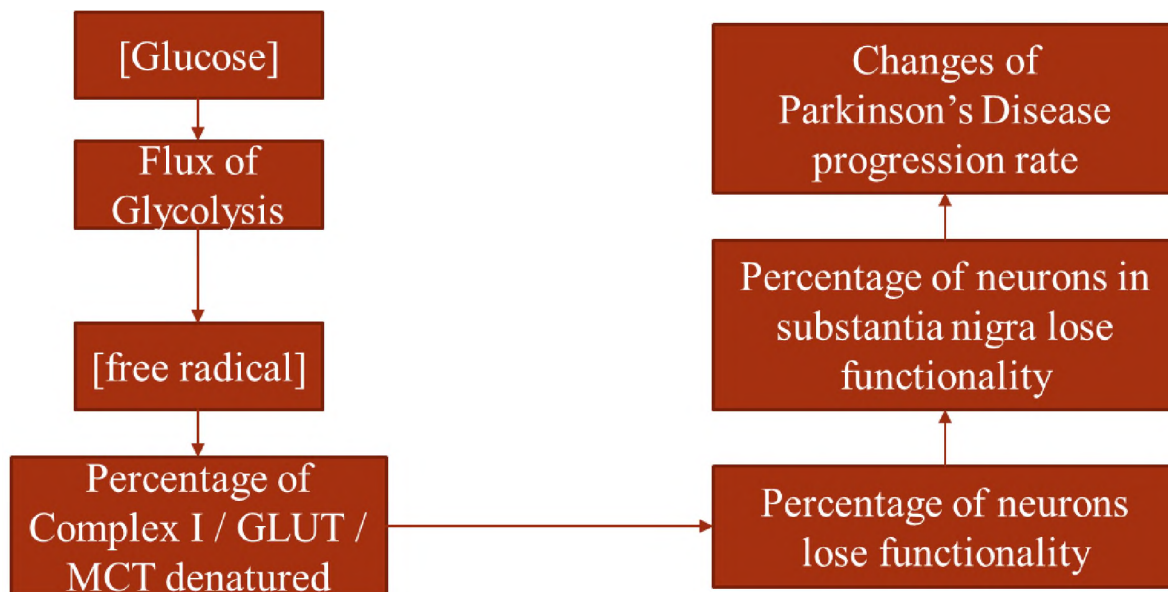 [Glucose]
Flux of
Glycolysis
[free radical]
Percentage of
Complex I / GLUT /
MCT denatured
Percentage of neurons
lose functionality
Percentage of neurons in
substantia nigra lose
functionality
Changes of
Parkinson’s Disease
progression rate